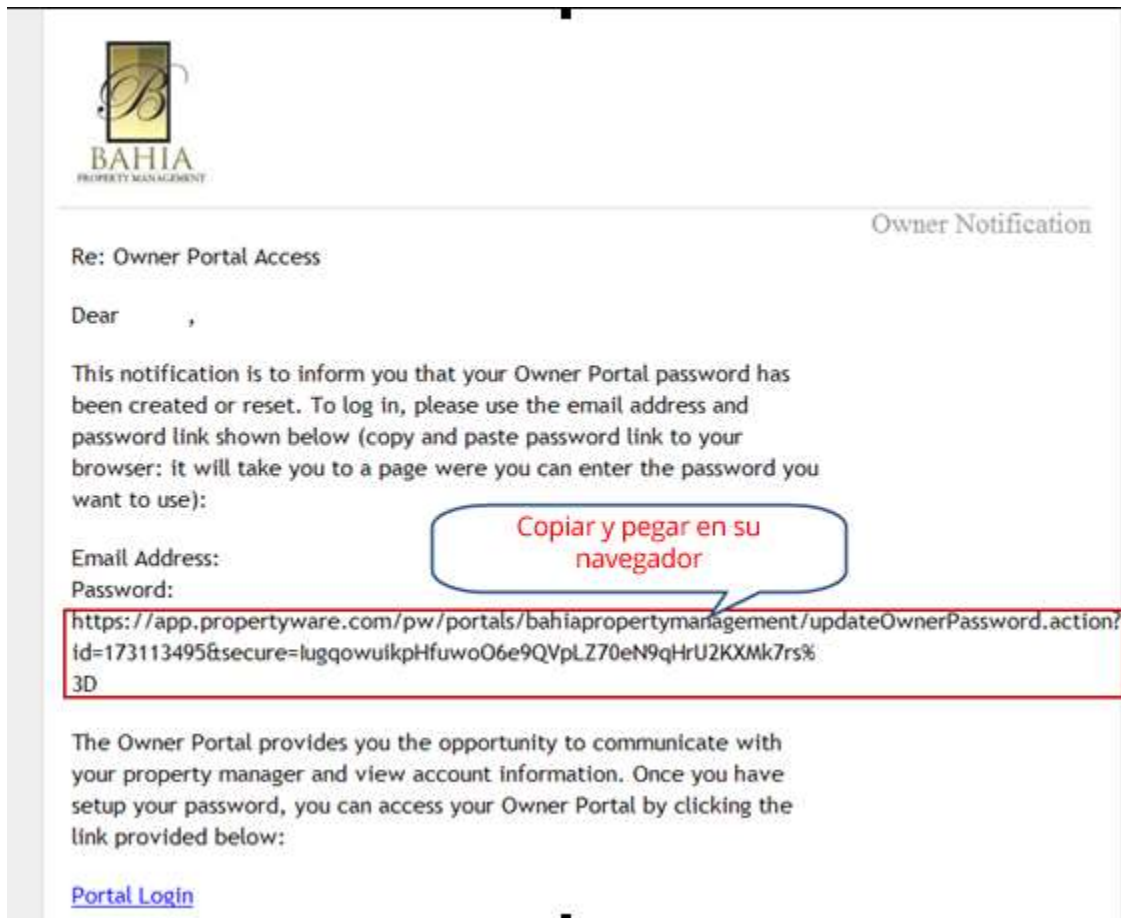 B
BAHIA
PROPERTY MANAGEMENT
Owner Notification
Re: Owner Portal Access
Dear ,
This notification is to inform you that your Owner Portal password has
been created or reset. To log in, please use the email address and
password link shown below (copy and paste password link to your
browser: it will take you to a page were you can enter the password you
want to use):
Copiar y pegar en su
navegador
Email Address:
Password:
https://app.propertyware.com/pw/portals/bahiapropertymanagement/updateOwnerPassword.action?
id=173113495&secure=IugqowuikpHfuwoO6e9QVpLZ70eN9qHrU2KXMk7rs%
3D
The Owner Portal provides you the opportunity to communicate with
your property manager and view account information. Once you have
setup your password, you can access your Owner Portal by clicking the
link provided below:
Portal Login